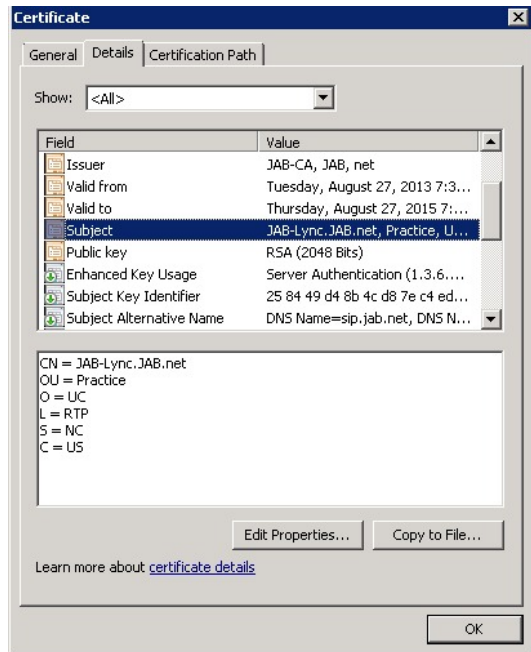 Certificate
General Details Certification Path
Show: <All>
Field Value
Issuer JAB-CA, JAB, net
Valid from Tuesday, August 27, 2013 7:3...
Valid to Thursday, August 27, 2015 7:...
Subject JAB-Lync.JAB.net, Practice, U...
Public key RSA (2048 Bits)
Enhanced Key Usage Server Authentication (1.3.6....
Subject Key Identifier 25 84 49 d4 8b 4c d8 7e c4 ed...
Subject Alternative Name DNS Name=sip.jab.net, DNS N...
CN = JAB-Lync.JAB.net
OU = Practice
O = UC
L = RTP
S = NC
C = US
Edit Properties... Copy to File...
Learn more about certificate details
OK